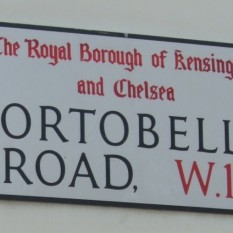 The Royal Borough of Kensing
and Chelsea
ORTOBELL
ROAD, W.1